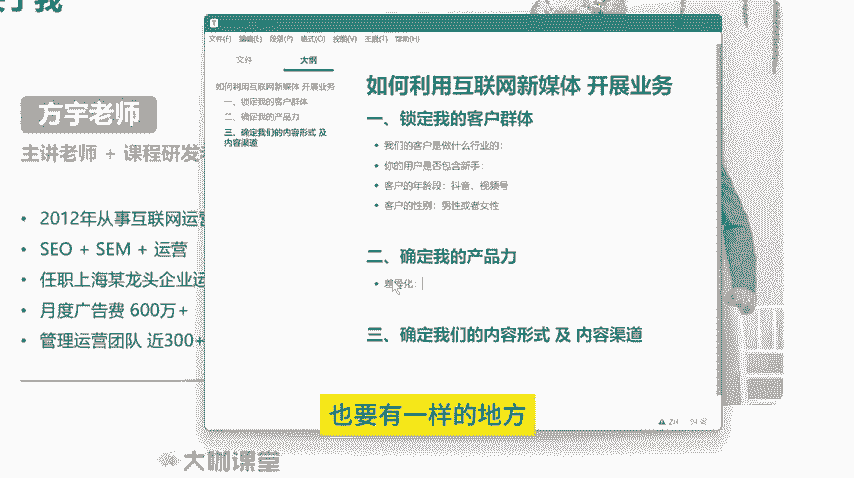 方宇老师
主讲老师 + 课程研发
2012年从事互联网运营
SEO + SEM + 运营
任职上海某龙头企业运
月度广告费 600万+
管理运营团队 近300+
文件(F) 编辑(E) 段落(P) 格式(O) 视图(V) 主题(T) 帮助(H)
文件 大纲
如何利用互联网新媒体 开展业务
一、锁定我的客户群体
二、确定我的产品力
三、确定我们的内容形式 及
内容渠道
如何利用互联网新媒体 开展业务
一、锁定我的客户群体
我们的客户是做什么行业的：
你的用户是否包含新手：
客户的年龄段：抖音、视频号
客户的性别：男性或者女性
二、确定我的产品力
差异化：
三、确定我们的内容形式 及 内容渠道
也要有一样的地方
大咖课堂